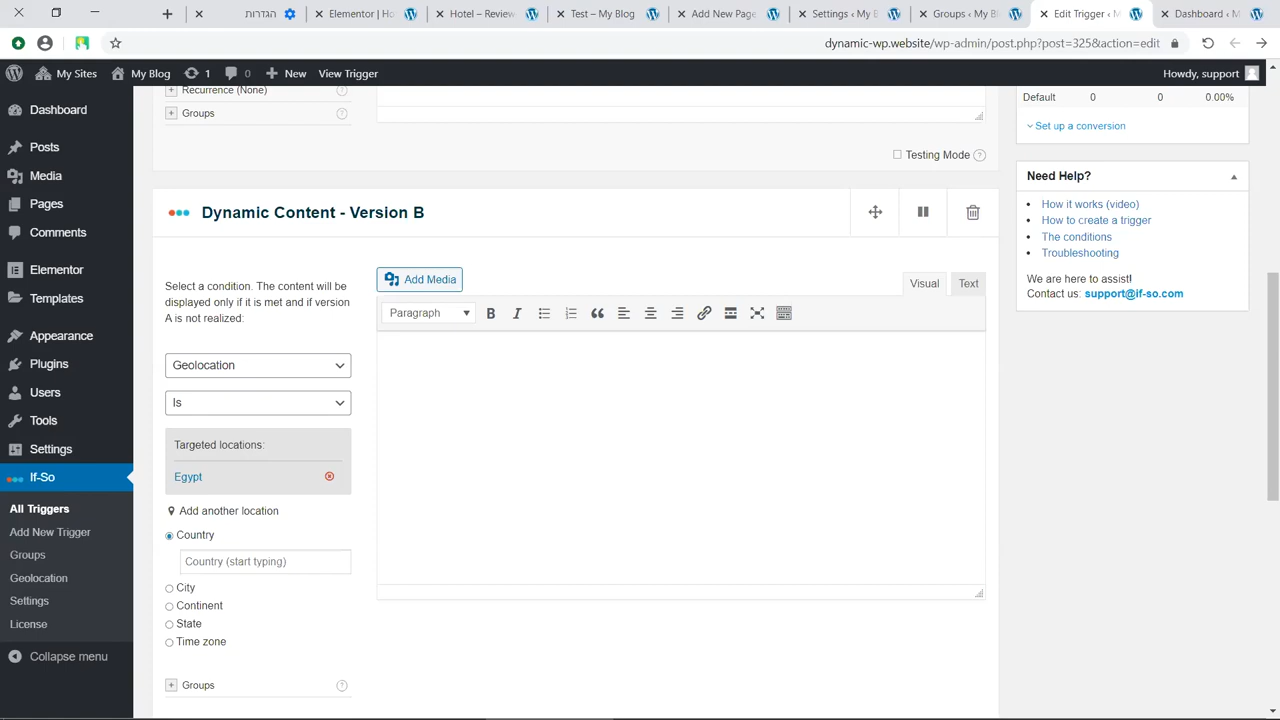 הגדרות
Elementor | Ho
Hotel – Review
Test – My Blog
Add New Page
Settings ‹ My B
Groups ‹ My Bl
Edit Trigger ‹ M
Dashboard ‹ M
dynamic-wp.website/wp-admin/post.php?post=325&action=edit
My Sites
My Blog
1
0
New
View Trigger
Howdy, support
Dashboard
Posts
Media
Pages
Comments
Elementor
Templates
Appearance
Plugins
Users
Tools
Settings
If-So
All Triggers
Add New Trigger
Groups
Geolocation
Settings
License
Collapse menu
Recurrence (None)
Groups
Testing Mode
Dynamic Content - Version B
Select a condition. The content will
be displayed only if it is met and if version
A is not realized:
Geolocation
Is
Targeted locations:
Egypt
Add another location
Country
Country (start typing)
City
Continent
State
Time zone
Groups
Add Media
Visual
Text
Paragraph
B
I
Default 0 0 0.00%
Set up a conversion
Need Help?
How it works (video)
How to create a trigger
The conditions
Troubleshooting
We are here to assist!
Contact us: support@if-so.com